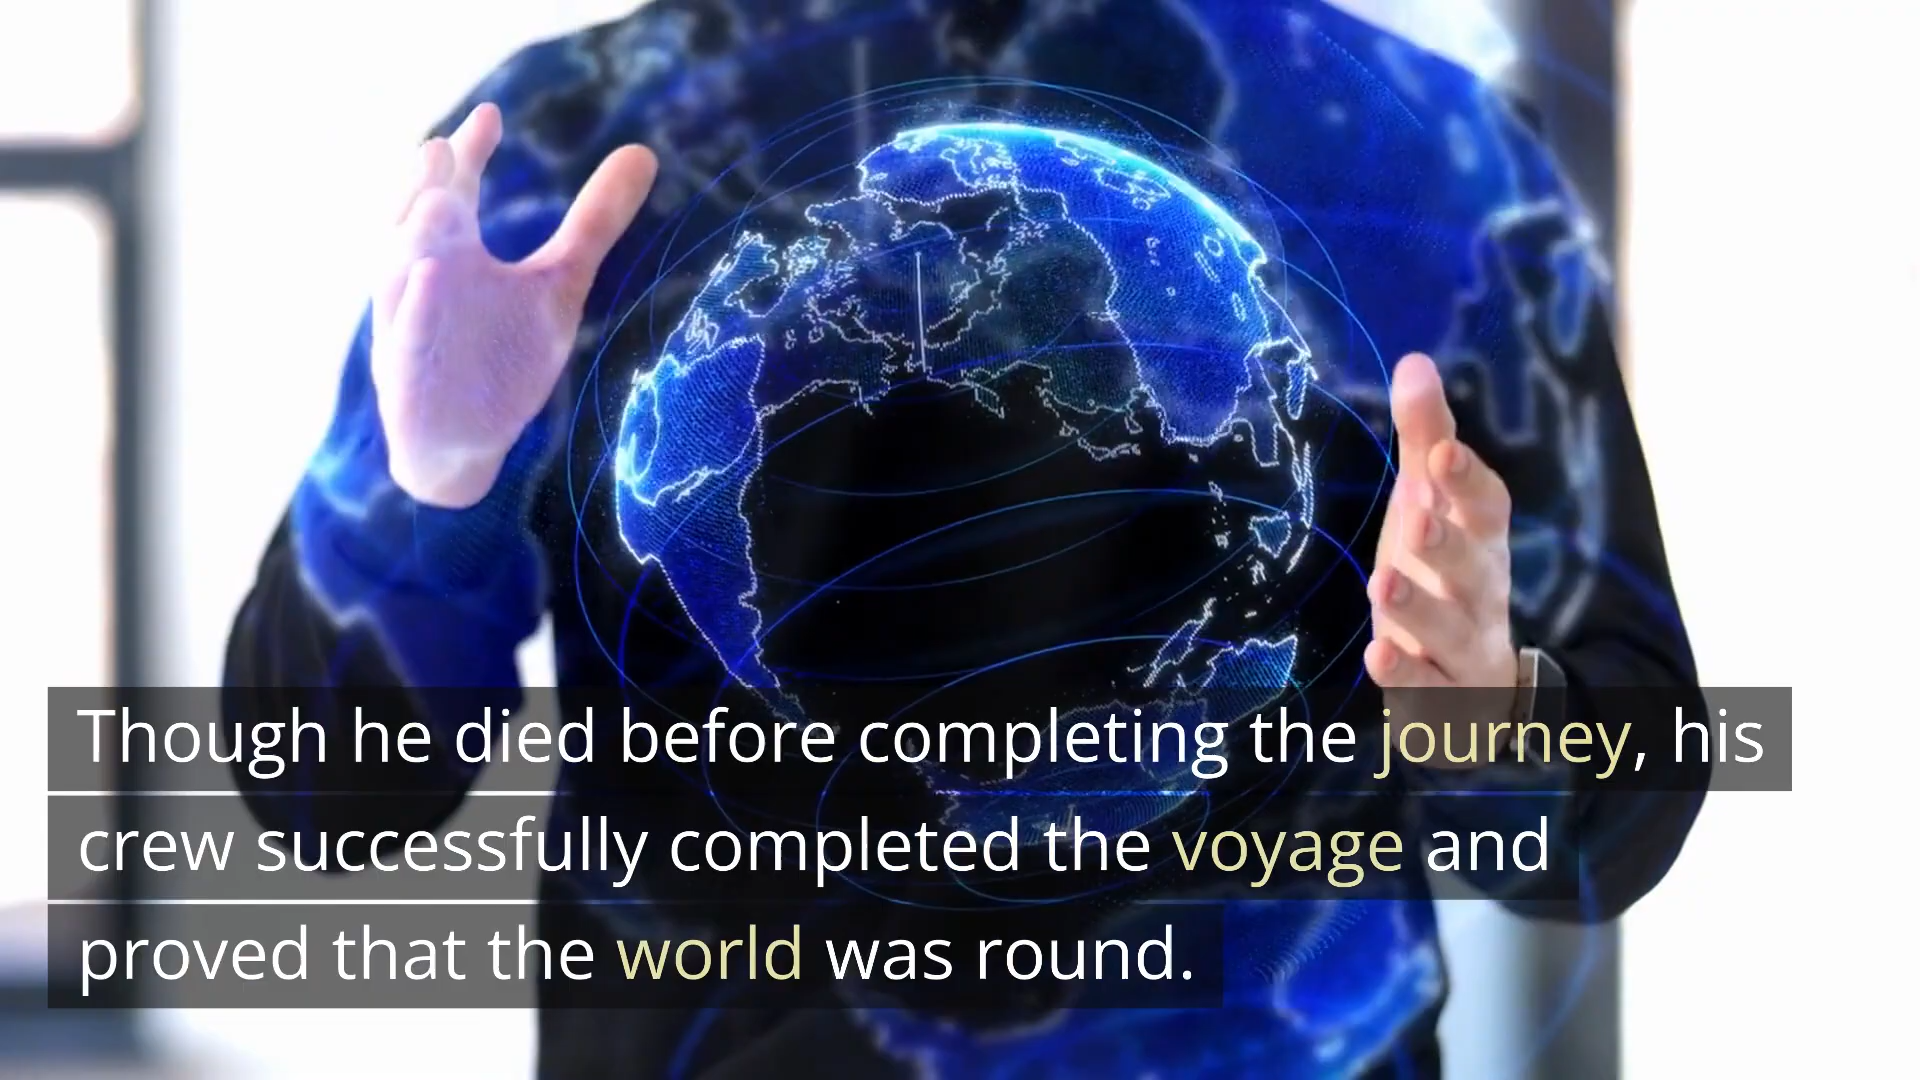 Though he died before completing the journey, his
crew successfully completed the voyage and
proved that the world was round.